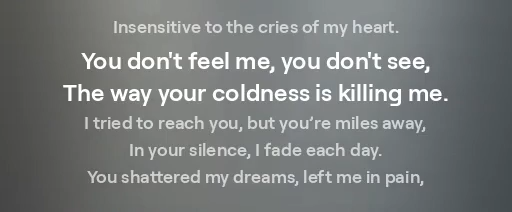 Insensitive to the cries of my heart.
You don't feel me, you don't see,
The way your coldness is killing me.
I tried to reach you, but you’re miles away,
In your silence, I fade each day.
You shattered my dreams, left me in pain,